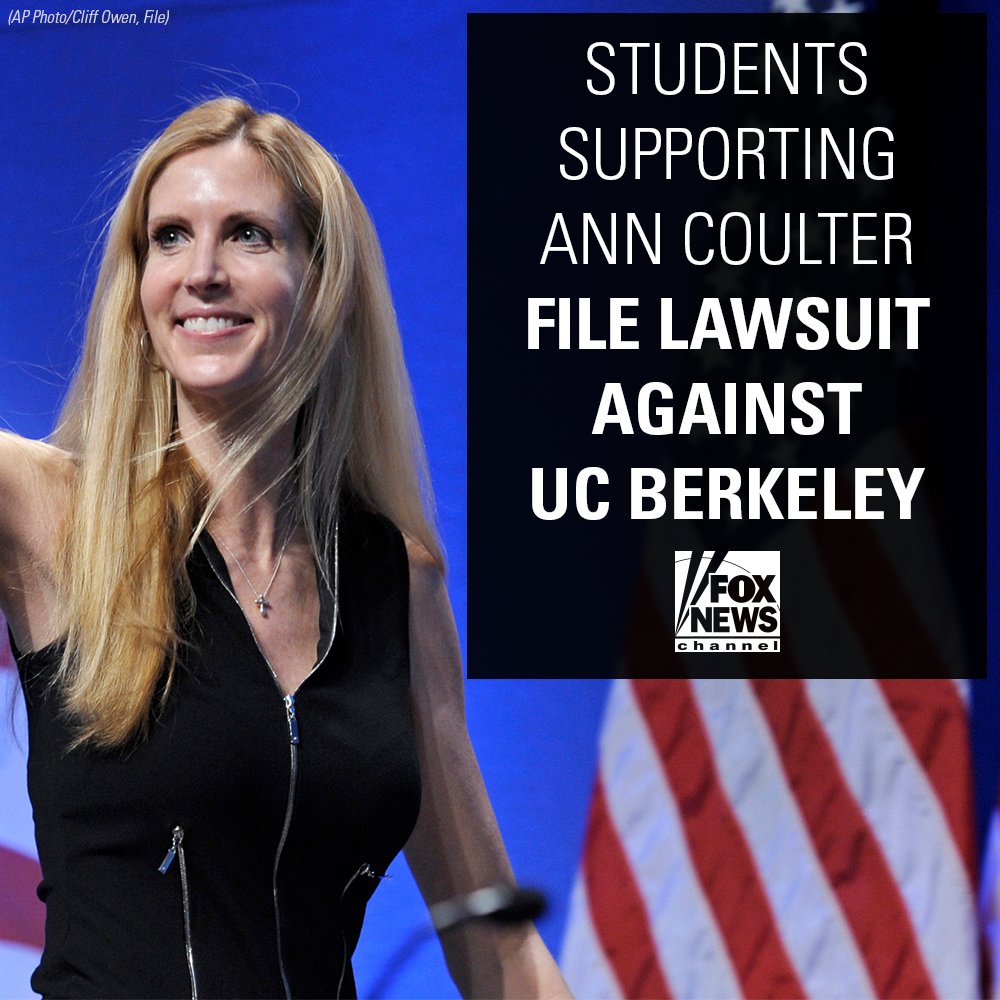 (AP Photo/Cliff Owen, File)
STUDENTS
SUPPORTING
ANN COULTER
FILE LAWSUIT
AGAINST
UC BERKELEY
FOX
NEWS
channel